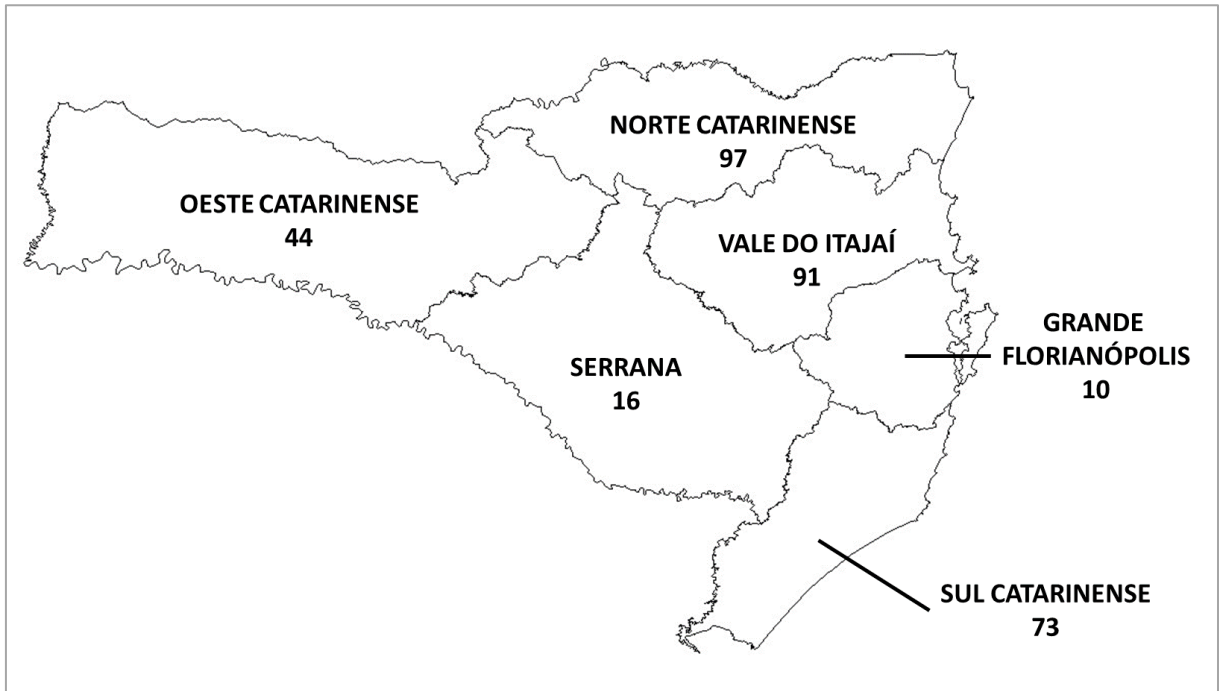 NORTE CATARINENSE
97
OESTE CATARINENSE
44
VALE DO ITAJAÍ
91
GRANDE
FLORIANÓPOLIS
10
SERRANA
16
SUL CATARINENSE
73